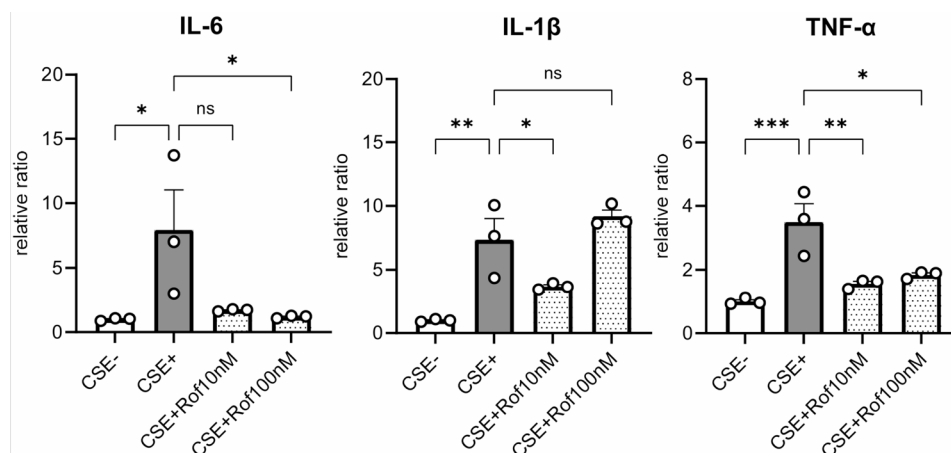 IL-6
IL-1β
TNF-α
relative ratio
20
15
10
5
0
*
*
ns
CSE-
CSE+
CSE+Rof10nM
CSE+Rof100nM
relative ratio
20
15
10
5
0
ns
**
*
CSE-
CSE+
CSE+Rof10nM
CSE+Rof100nM
relative ratio
8
6
4
2
0
*
***
**
CSE-
CSE+
CSE+Rof10nM
CSE+Rof100nM